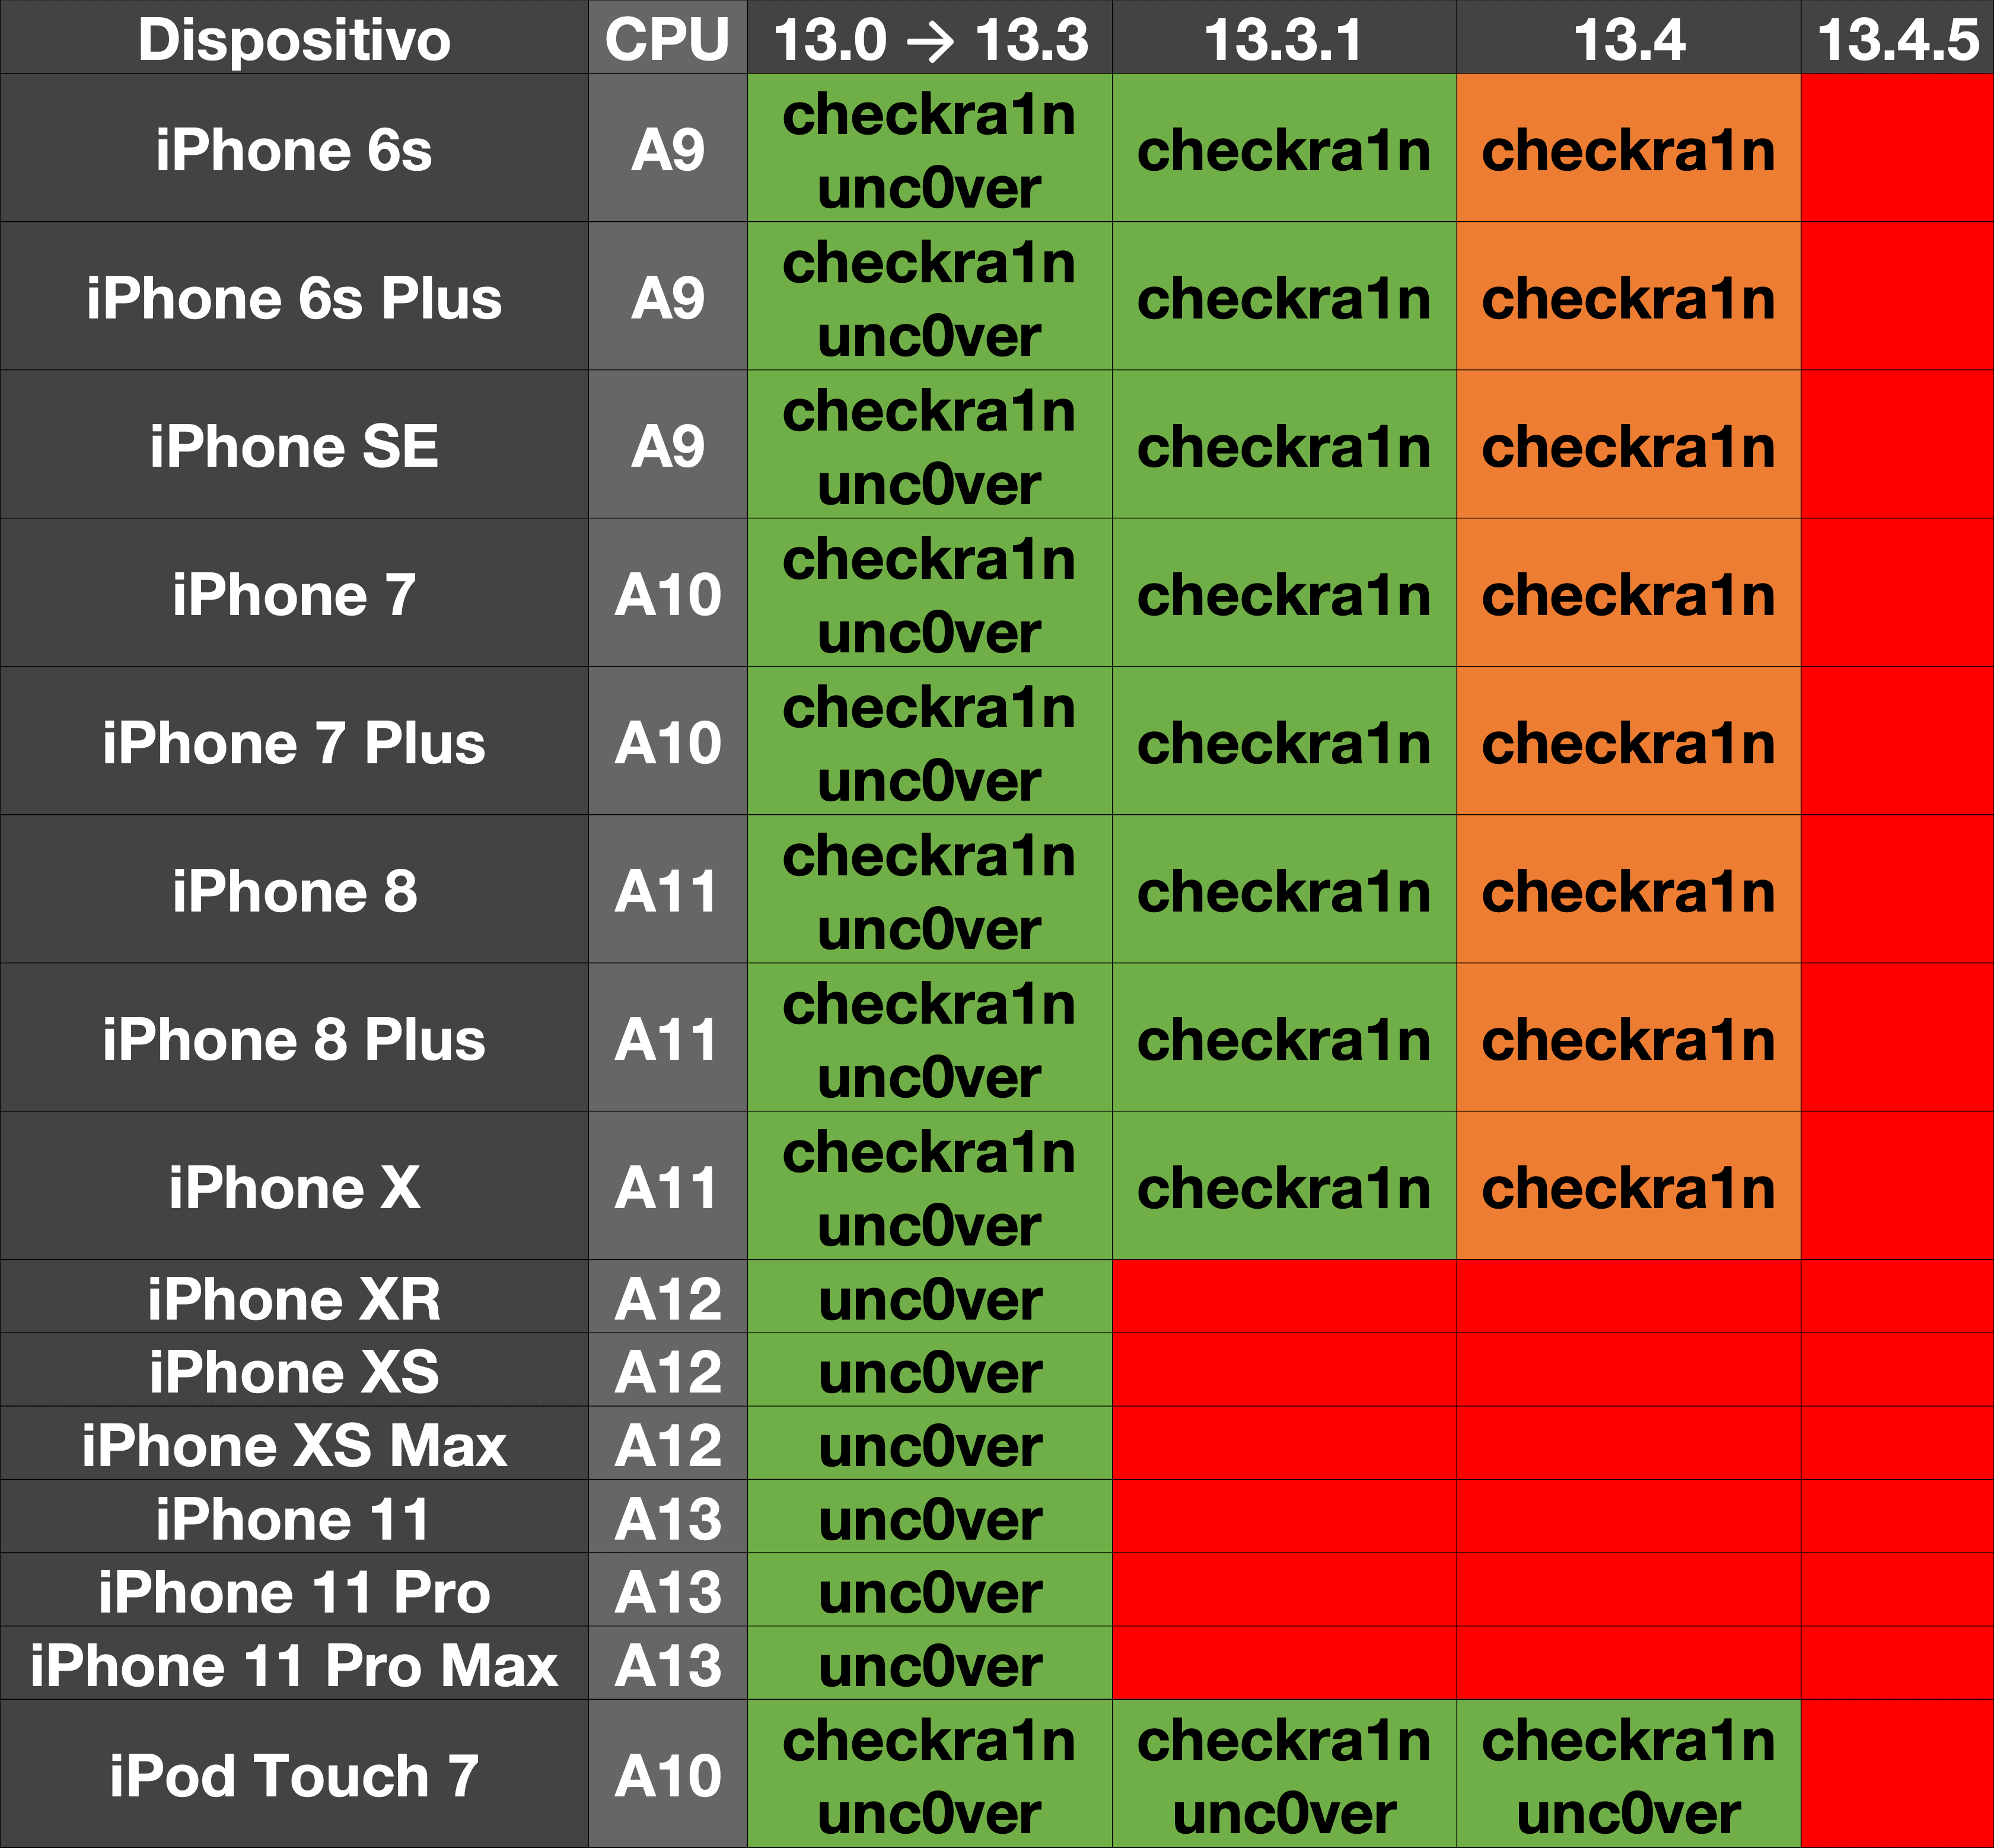 Dispositivo CPU 13.0 → 13.3 13.3.1 13.4 13.4.5
iPhone 6s A9 checkra1n unc0ver checkra1n checkra1n
iPhone 6s Plus A9 checkra1n unc0ver checkra1n checkra1n
iPhone SE A9 checkra1n unc0ver checkra1n checkra1n
iPhone 7 A10 checkra1n unc0ver checkra1n checkra1n
iPhone 7 Plus A10 checkra1n unc0ver checkra1n checkra1n
iPhone 8 A11 checkra1n unc0ver checkra1n checkra1n
iPhone 8 Plus A11 checkra1n unc0ver checkra1n checkra1n
iPhone X A11 checkra1n unc0ver checkra1n checkra1n
iPhone XR A12 unc0ver
iPhone XS A12 unc0ver
iPhone XS Max A12 unc0ver
iPhone 11 A13 unc0ver
iPhone 11 Pro A13 unc0ver
iPhone 11 Pro Max A13 unc0ver
iPod Touch 7 A10 checkra1n unc0ver checkra1n unc0ver checkra1n unc0ver